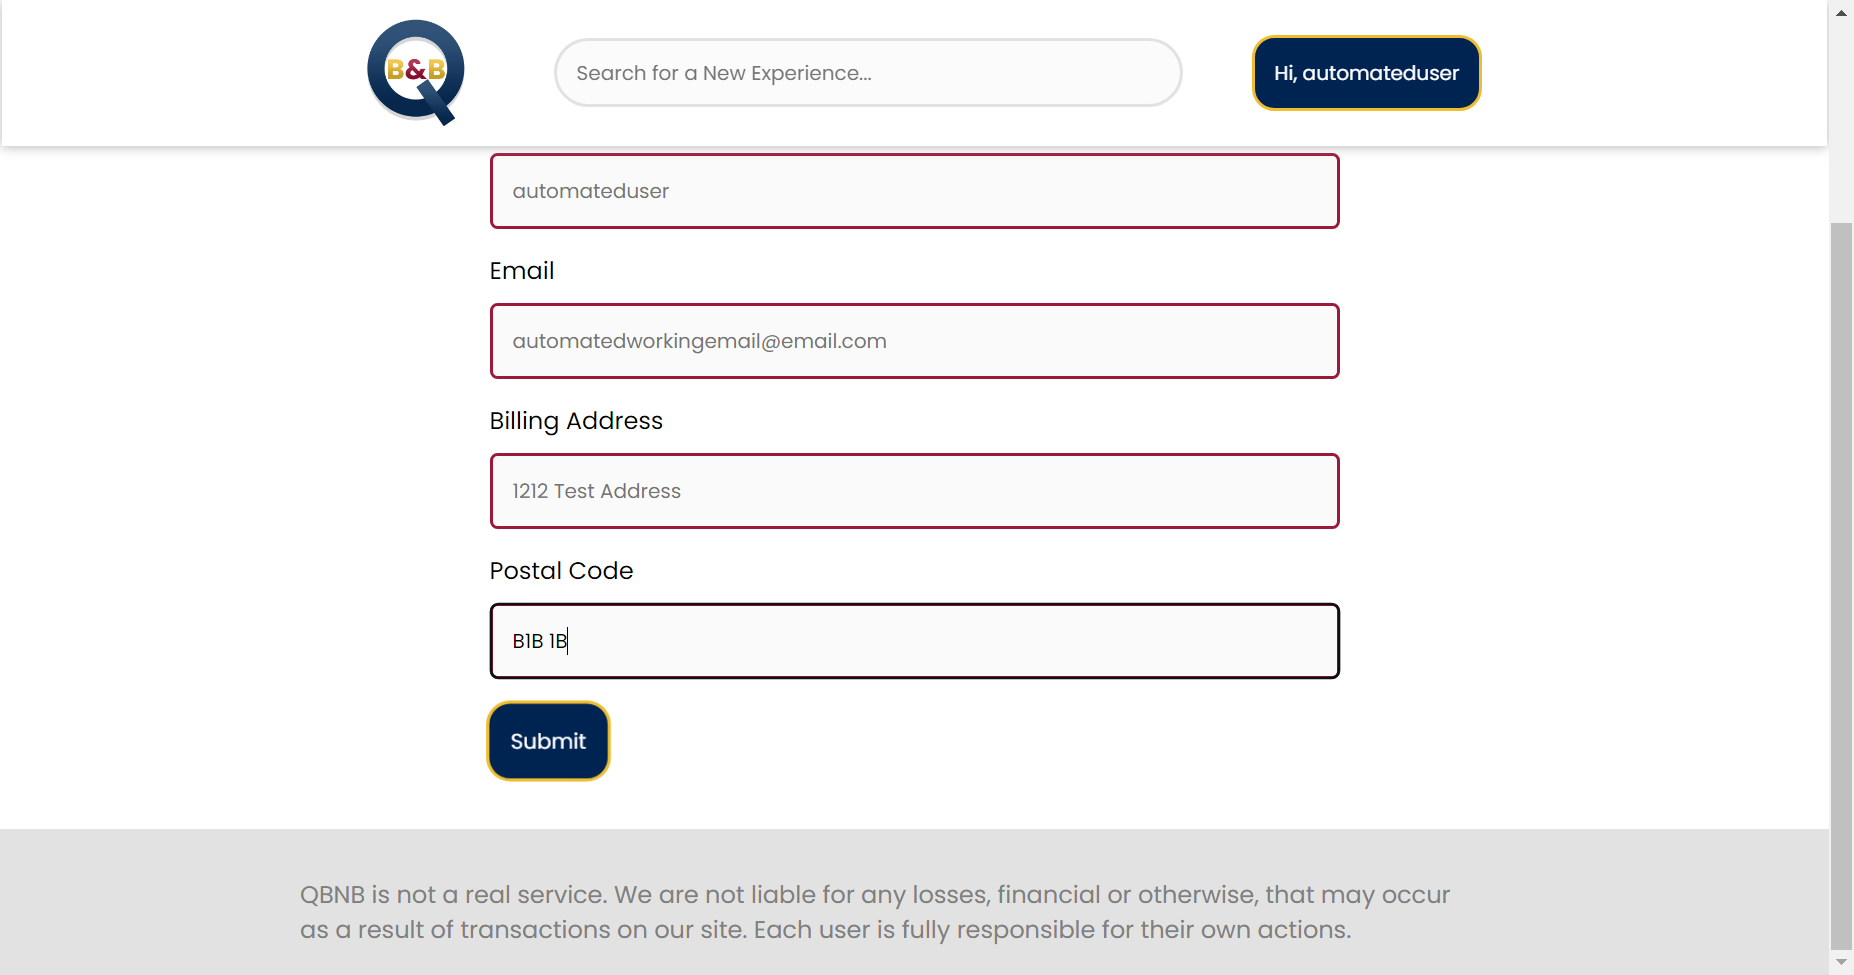 B&B
Search for a New Experience...
Hi, automateduser
automateduser
Email
automatedworkingemail@email.com
Billing Address
1212 Test Address
Postal Code
B1B 1B
Submit
QBNB is not a real service. We are not liable for any losses, financial or otherwise, that may occur
as a result of transactions on our site. Each user is fully responsible for their own actions.